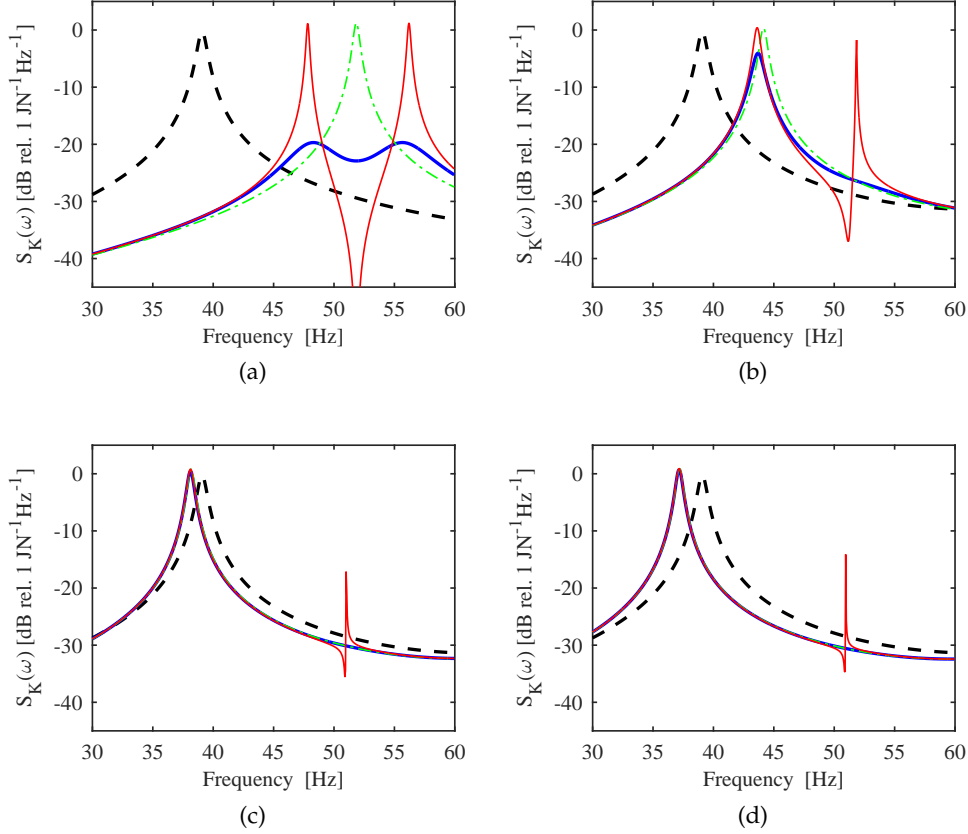 0
-10
-20
-30
-40
S_K(ω) [dB rel. 1 JN⁻¹Hz⁻¹]
30 35 40 45 50 55 60
Frequency [Hz]
(a)
0
-10
-20
-30
-40
S_K(ω) [dB rel. 1 JN⁻¹Hz⁻¹]
30 35 40 45 50 55 60
Frequency [Hz]
(b)
0
-10
-20
-30
-40
S_K(ω) [dB rel. 1 JN⁻¹Hz⁻¹]
30 35 40 45 50 55 60
Frequency [Hz]
(c)
0
-10
-20
-30
-40
S_K(ω) [dB rel. 1 JN⁻¹Hz⁻¹]
30 35 40 45 50 55 60
Frequency [Hz]
(d)